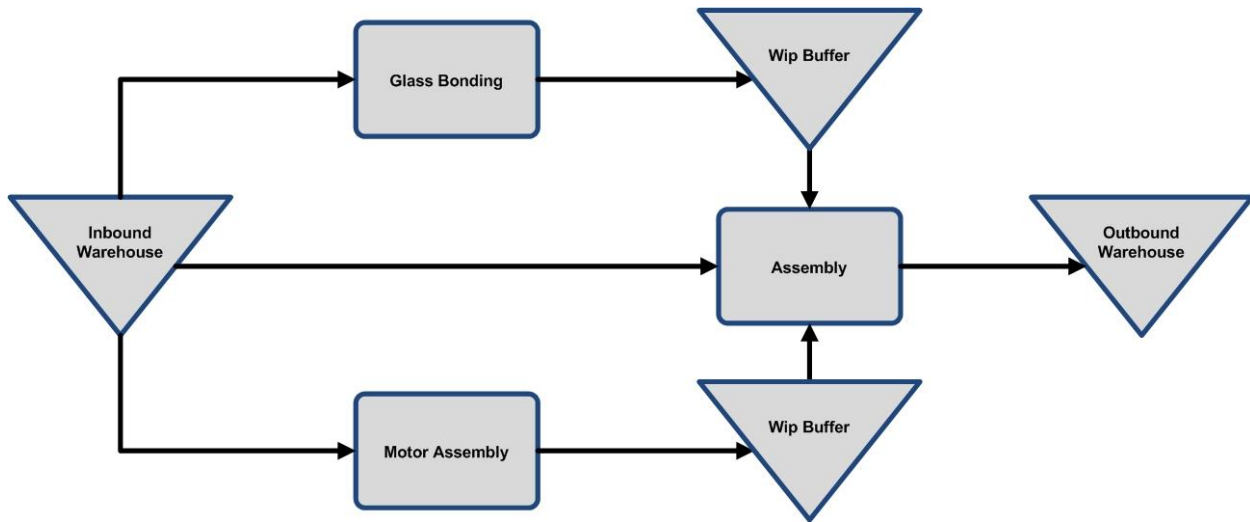 Glass Bonding
Wip Buffer
Inbound
Warehouse
Assembly
Outbound
Warehouse
Motor Assembly
Wip Buffer